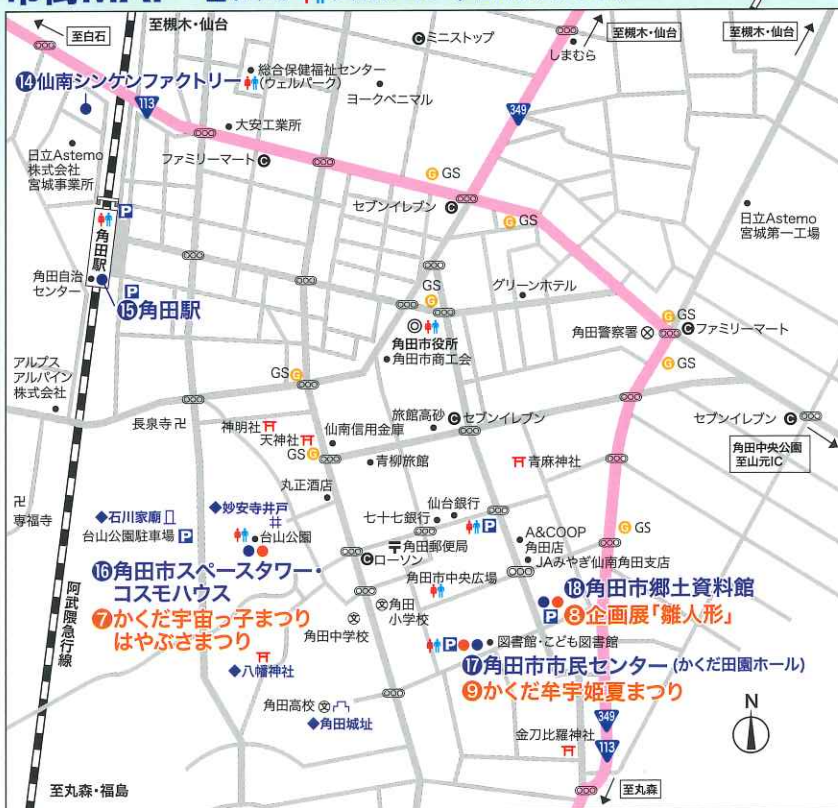 至白石
至槻木・仙台
ミニストップ
しまむら
至槻木・仙台
至槻木・仙台
⑭仙南シンケンファクトリー
総合保健福祉センター
(ウェルパーク)
ヨークベニマル
113
349
大安工業所
ファミリーマート
GS
日立Astemo
株式会社
宮城事業所
セブンイレブン
GS
日立Astemo
宮城第一工場
P
角田駅
角田自治
センター
P
⑮角田駅
グリーンホテル
GS
角田市役所
角田市商工会
角田警察署
GS
ファミリーマート
GS
アルプス
アルパイン
株式会社
GS
長泉寺卍
神明社
天神社
GS
仙南信用金庫
旅館高砂
セブンイレブン
セブンイレブン
角田中央公園
至山元IC
青柳旅館
青麻神社
丸正酒店
卍
専福寺
◆石川家廟
台山公園駐車場 P
◆妙安寺井戸
台山公園
仙台銀行
七十七銀行
P
角田郵便局
ローソン
A&COOP
角田店
JAみやぎ仙南角田支店
GS
⑯角田市スペースタワー・
コスモハウス
⑦かくだ宇宙っ子まつり
はやぶさまつり
角田市中央広場
角田
小学校
角田中学校
⑱角田市郷土資料館
⑧企画展「雛人形」
P
阿武隈急行線
P
図書館・こども図書館
⑰角田市市民センター (かくだ田園ホール)
⑨かくだ牟宇姫夏まつり
◆八幡神社
角田高校
◆角田城址
金刀比羅神社
349
113
N
至丸森・福島
至丸森